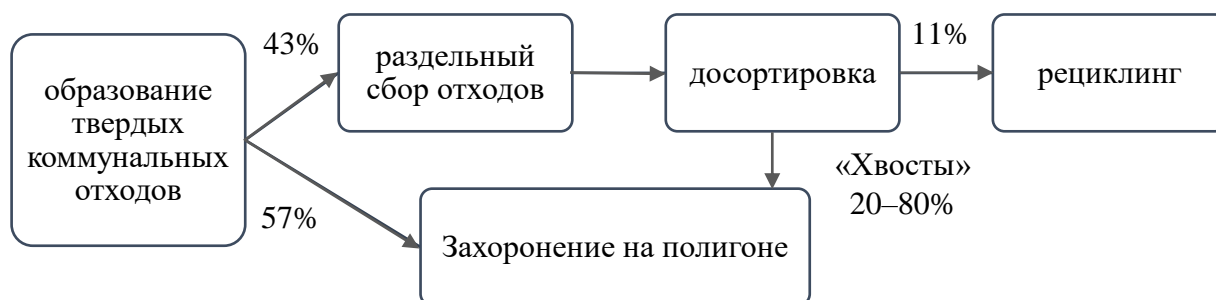 образование
твердых
коммунальных
отходов
43%
57%
раздельный
сбор отходов
досортировка
11%
рециклинг
«Хвосты»
20–80%
Захоронение на полигоне